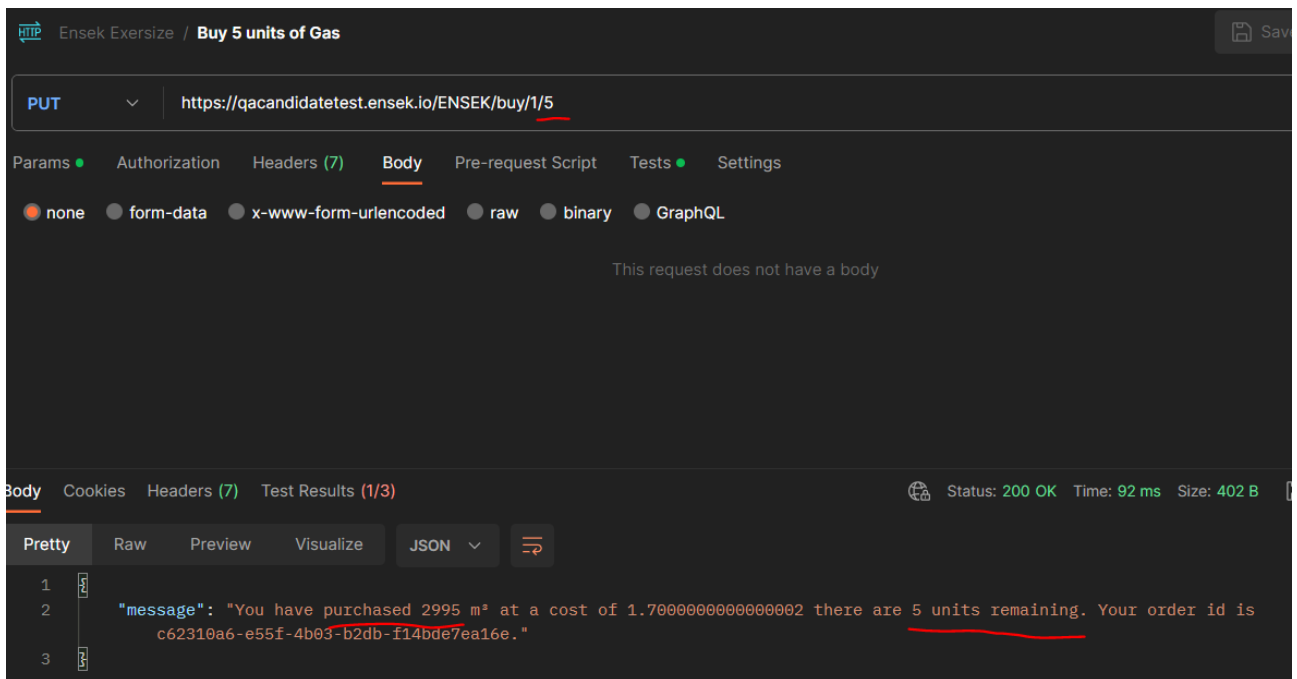 HTTP Ensek Exersize / Buy 5 units of Gas Save
PUT https://qacandidatetest.ensek.io/ENSEK/buy/1/5
Params Authorization Headers (7) Body Pre-request Script Tests Settings
none form-data x-www-form-urlencoded raw binary GraphQL
This request does not have a body
Body Cookies Headers (7) Test Results (1/3) Status: 200 OK Time: 92 ms Size: 402 B
Pretty Raw Preview Visualize JSON
1 {
2 "message": "You have purchased 2995 m³ at a cost of 1.7000000000000002 there are 5 units remaining. Your order id is
c62310a6-e55f-4b03-b2db-f14bde7ea16e."
3 }